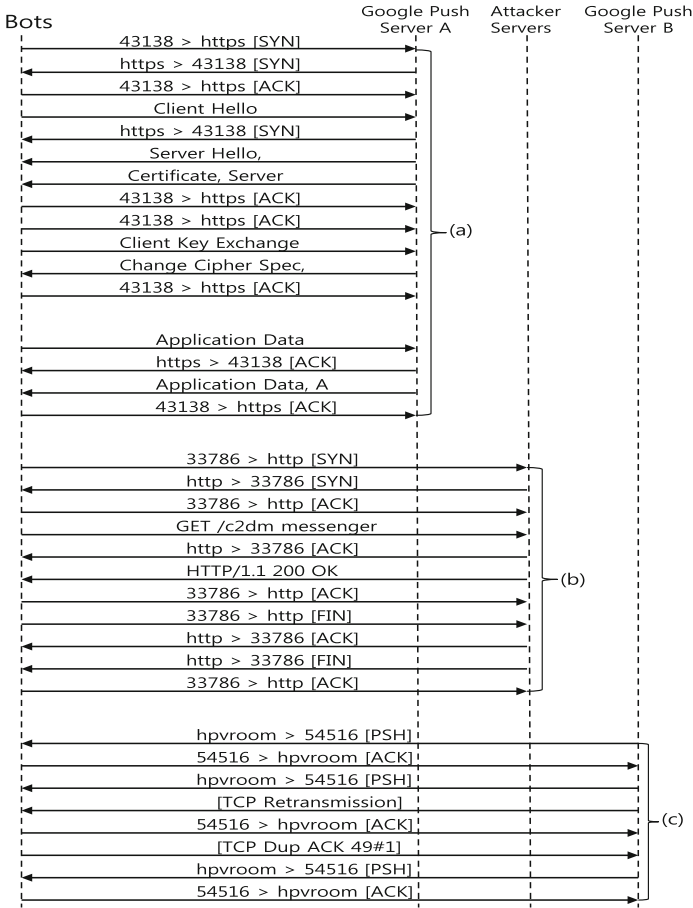 Bots
Google Push
Server A
Attacker
Servers
Google Push
Server B
43138 > https [SYN]
https > 43138 [SYN]
43138 > https [ACK]
Client Hello
https > 43138 [SYN]
Server Hello,
Certificate, Server
43138 > https [ACK]
43138 > https [ACK]
Client Key Exchange
Change Cipher Spec,
43138 > https [ACK]
(a)
Application Data
https > 43138 [ACK]
Application Data, A
43138 > https [ACK]
33786 > http [SYN]
http > 33786 [SYN]
33786 > http [ACK]
GET /c2dm messenger
http > 33786 [ACK]
HTTP/1.1 200 OK
(b)
33786 > http [ACK]
33786 > http [FIN]
http > 33786 [ACK]
http > 33786 [FIN]
33786 > http [ACK]
hpvroom > 54516 [PSH]
54516 > hpvroom [ACK]
hpvroom > 54516 [PSH]
[TCP Retransmission]
(c)
54516 > hpvroom [ACK]
[TCP Dup ACK 49#1]
hpvroom > 54516 [PSH]
54516 > hpvroom [ACK]